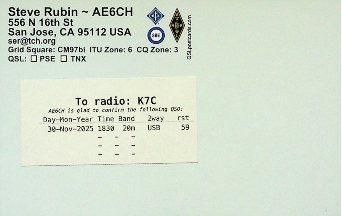 Steve Rubin ~ AE6CH
556 N 16th St
San Jose, CA 95112 USA
ser@tch.org
Grid Square: CM97bi ITU Zone: 6 CQ Zone: 3
QSL: ☐ PSE ☐ TNX
QSLpostcards.com
To radio: K7C
AE6CH is glad to confirm the following QSO:
Day-Mon-Year Time Band 2way rst
30-Nov-2025 1830 20m USB 59
– – –
– – –
– – –